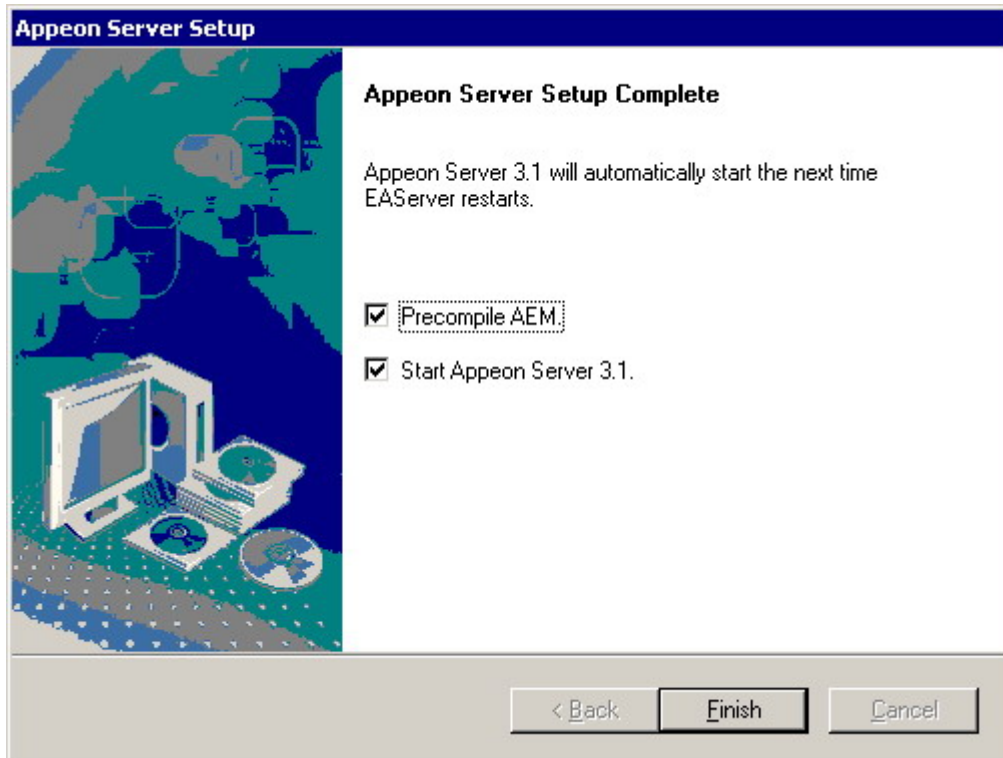 Appeon Server Setup
Appeon Server Setup Complete
Appeon Server 3.1 will automatically start the next time
EAServer restarts.
Precompile AEM.
Start Appeon Server 3.1.
< Back
Finish
Cancel